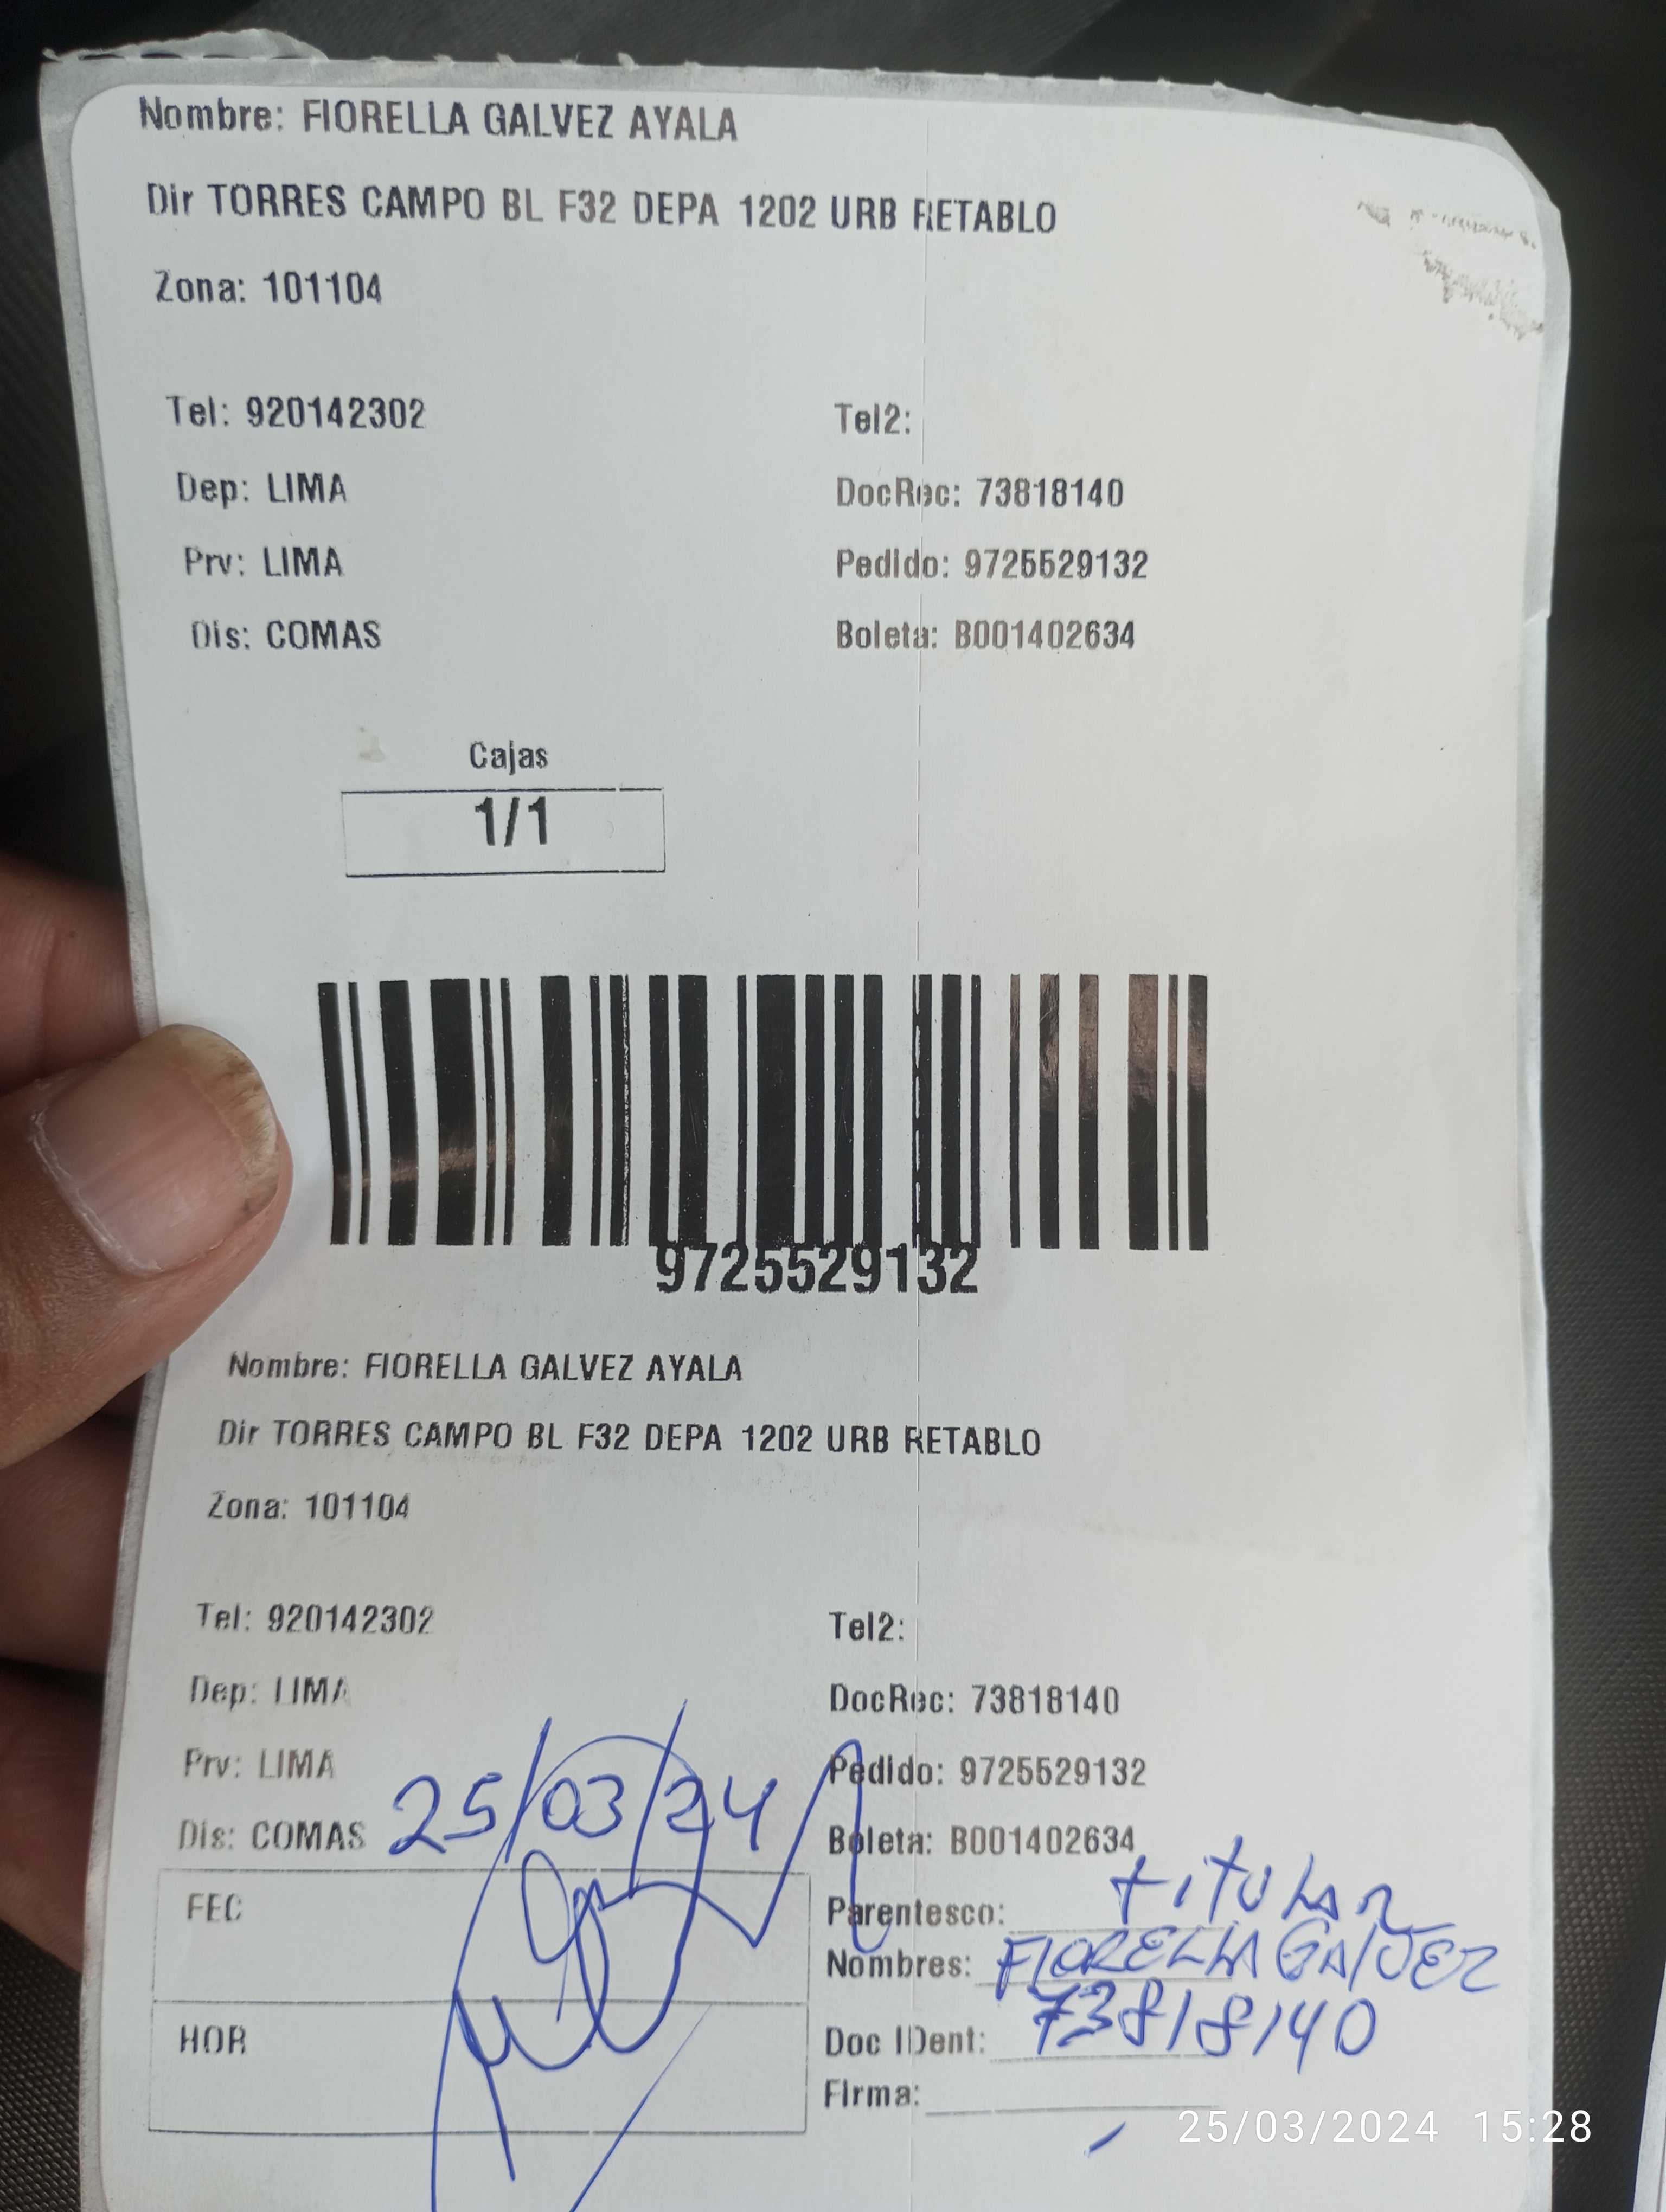 Nombre: FIORELLA GALVEZ AYALA
Dir TORRES CAMPO BL F32 DEPA 1202 URB RETABLO
Zona: 101104
Tel: 920142302 Tel2:
Dep: LIMA DocRec: 73818140
Prv: LIMA Pedido: 9725529132
Dis: COMAS Boleta: B001402634
Cajas
1/1
9725529132
Nombre: FIORELLA GALVEZ AYALA
Dir TORRES CAMPO BL F32 DEPA 1202 URB RETABLO
Zona: 101104
Tel: 920142302 Tel2:
Dep: LIMA DocRec: 73818140
Prv: LIMA Pedido: 9725529132
Dis: COMAS 25/03/24 Boleta: B001402634
FEC Parentesco: titular
Nombres: FIORELLA GALVEZ
HOR Doc IDent: 73818140
Firma:
25/03/2024 15:28